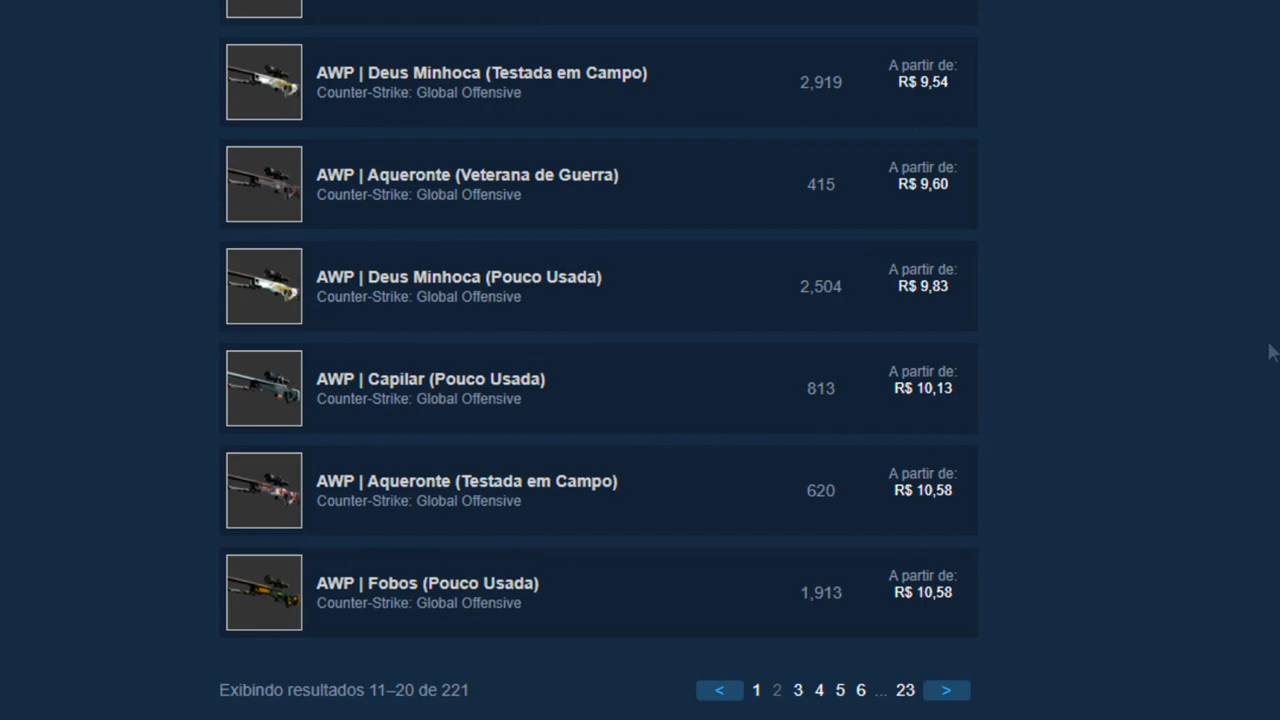 AWP | Deus Minhoca (Testada em Campo)
Counter-Strike: Global Offensive
2,919
A partir de:
R$ 9,54
AWP | Aqueronte (Veterana de Guerra)
Counter-Strike: Global Offensive
415
A partir de:
R$ 9,60
AWP | Deus Minhoca (Pouco Usada)
Counter-Strike: Global Offensive
2,504
A partir de:
R$ 9,83
AWP | Capilar (Pouco Usada)
Counter-Strike: Global Offensive
813
A partir de:
R$ 10,13
AWP | Aqueronte (Testada em Campo)
Counter-Strike: Global Offensive
620
A partir de:
R$ 10,58
AWP | Fobos (Pouco Usada)
Counter-Strike: Global Offensive
1,913
A partir de:
R$ 10,58
Exibindo resultados 11–20 de 221
< 1 2 3 4 5 6 ... 23 >